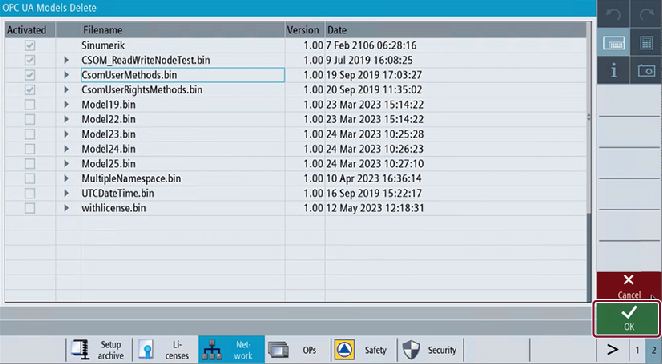 OPC UA Models Delete
Activated Filename Version Date
Sinumeric 1.00 7 Feb 2106 06:28:16
CSOM_ReadWriteNodeTest.bin 1.00 9 Jul 2019 16:08:25
CsomUserMethods.bin 1.00 19 Sep 2019 17:03:27
CsomUserRightsMethods.bin 1.00 20 Sep 2019 11:35:02
Model19.bin 1.00 23 Mar 2023 15:14:22
Model22.bin 1.00 23 Mar 2023 15:14:22
Model23.bin 1.00 24 Mar 2023 10:25:28
Model24.bin 1.00 24 Mar 2023 10:26:23
Model25.bin 1.00 24 Mar 2023 10:27:10
MultipleNamespace.bin 1.00 10 Apr 2023 16:36:14
UTCDateTime.bin 1.00 16 Sep 2019 15:22:17
withlicense.bin 1.00 12 May 2023 12:18:31
Cancel
OK
Setup
archive
Li-
censes
Net-
work
OPs
Safety
Security
1
2